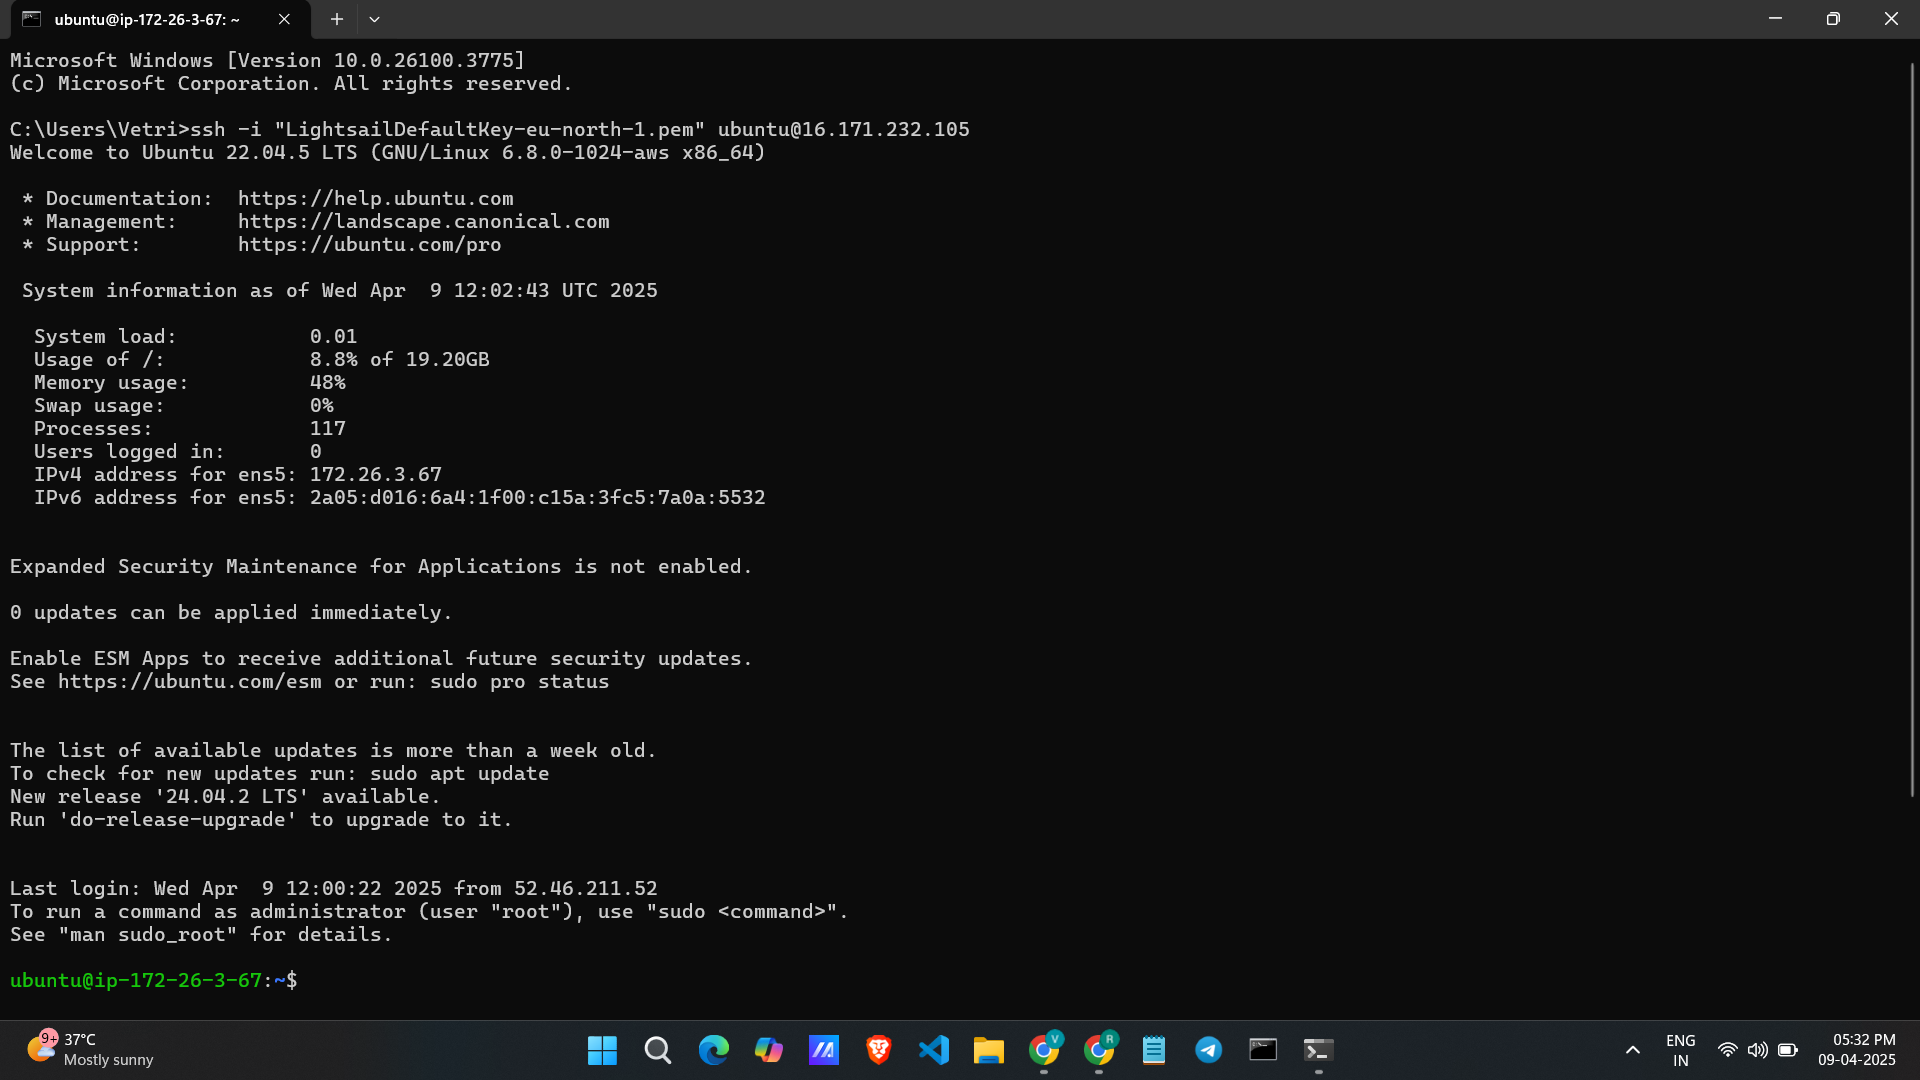 ubuntu@ip-172-26-3-67: ~
Microsoft Windows [Version 10.0.26100.3775]
(c) Microsoft Corporation. All rights reserved.
C:\Users\Vetri>ssh -i "LightsailDefaultKey-eu-north-1.pem" ubuntu@16.171.232.105
Welcome to Ubuntu 22.04.5 LTS (GNU/Linux 6.8.0-1024-aws x86_64)
* Documentation:  https://help.ubuntu.com
* Management:     https://landscape.canonical.com
* Support:        https://ubuntu.com/pro
System information as of Wed Apr  9 12:02:43 UTC 2025
System load:           0.01
Usage of /:            8.8% of 19.20GB
Memory usage:          48%
Swap usage:            0%
Processes:             117
Users logged in:       0
IPv4 address for ens5: 172.26.3.67
IPv6 address for ens5: 2a05:d016:6a4:1f00:c15a:3fc5:7a0a:5532
Expanded Security Maintenance for Applications is not enabled.
0 updates can be applied immediately.
Enable ESM Apps to receive additional future security updates.
See https://ubuntu.com/esm or run: sudo pro status
The list of available updates is more than a week old.
To check for new updates run: sudo apt update
New release '24.04.2 LTS' available.
Run 'do-release-upgrade' to upgrade to it.
Last login: Wed Apr  9 12:00:22 2025 from 52.46.211.52
To run a command as administrator (user "root"), use "sudo <command>".
See "man sudo_root" for details.
ubuntu@ip-172-26-3-67:~$
9+
37°C
Mostly sunny
V
R
ENG
IN
05:32 PM
09-04-2025